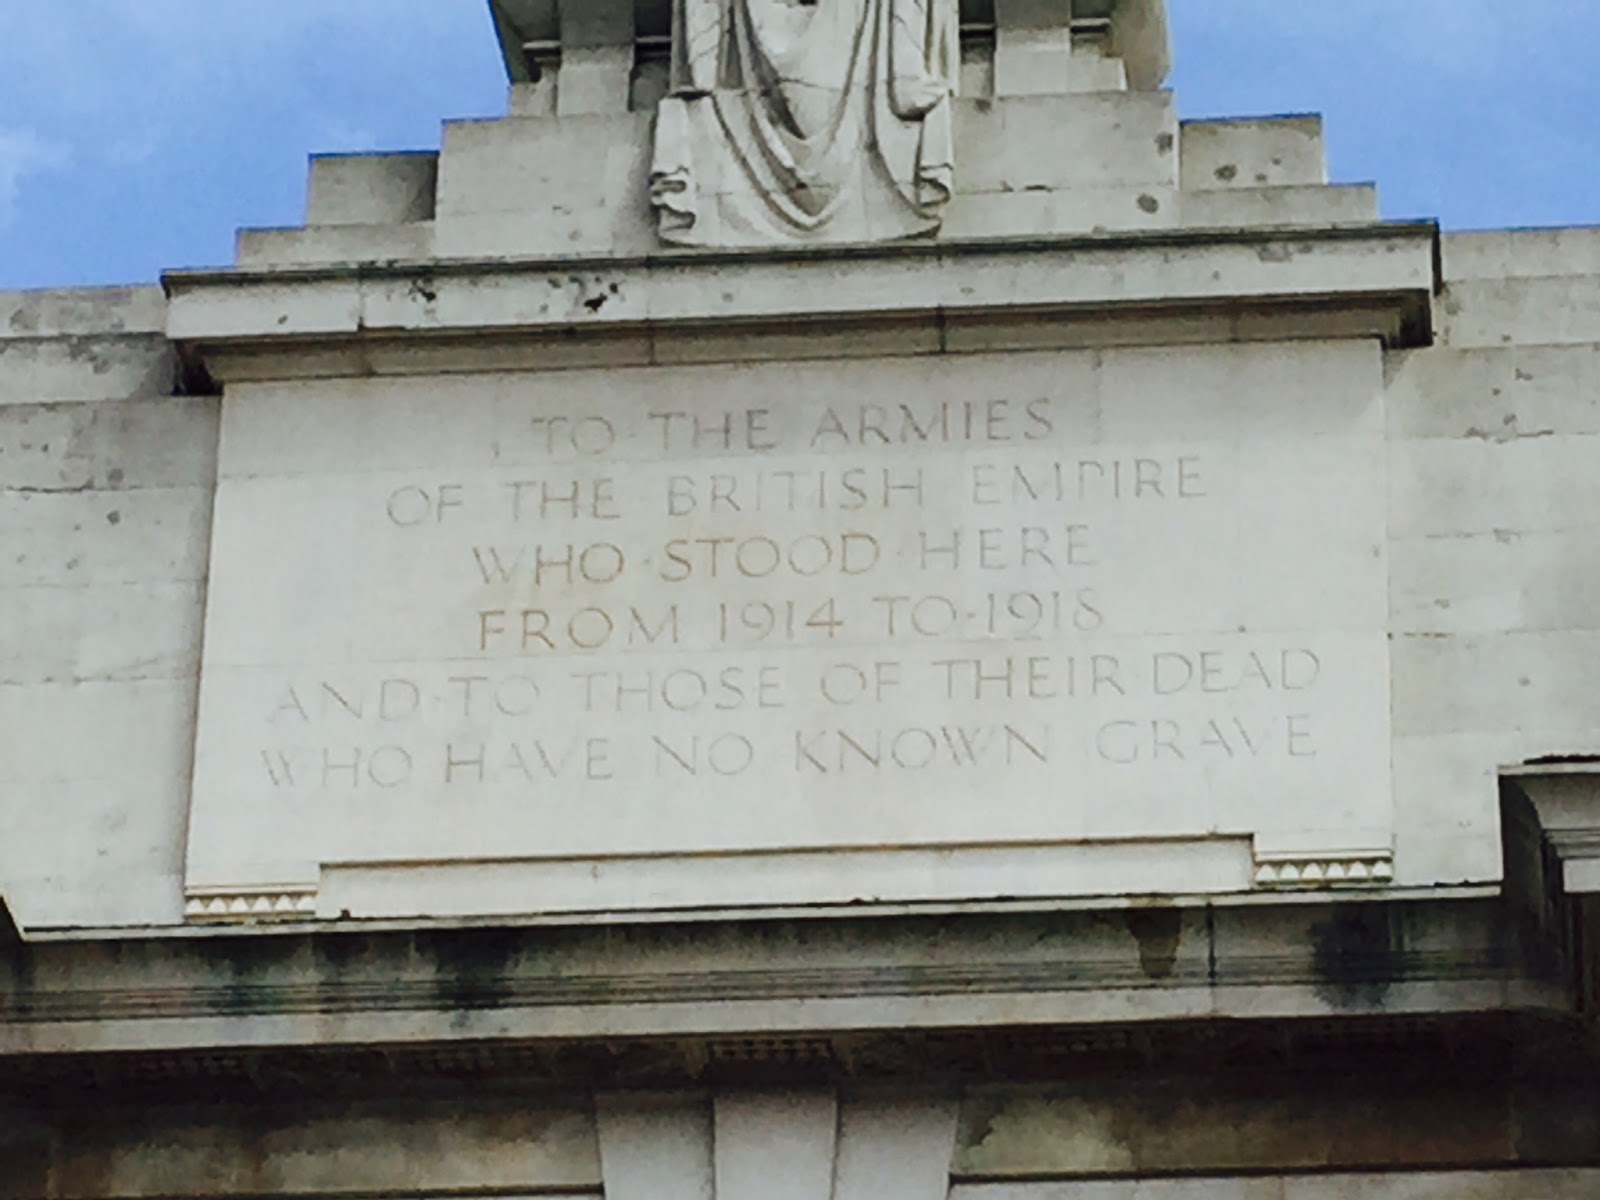 TO·THE ARMIES
OF THE BRITISH EMPIRE
WHO·STOOD·HERE
FROM 1914 TO·1918
AND·TO THOSE OF THEIR·DEAD
WHO HAVE NO KNOWN GRAVE